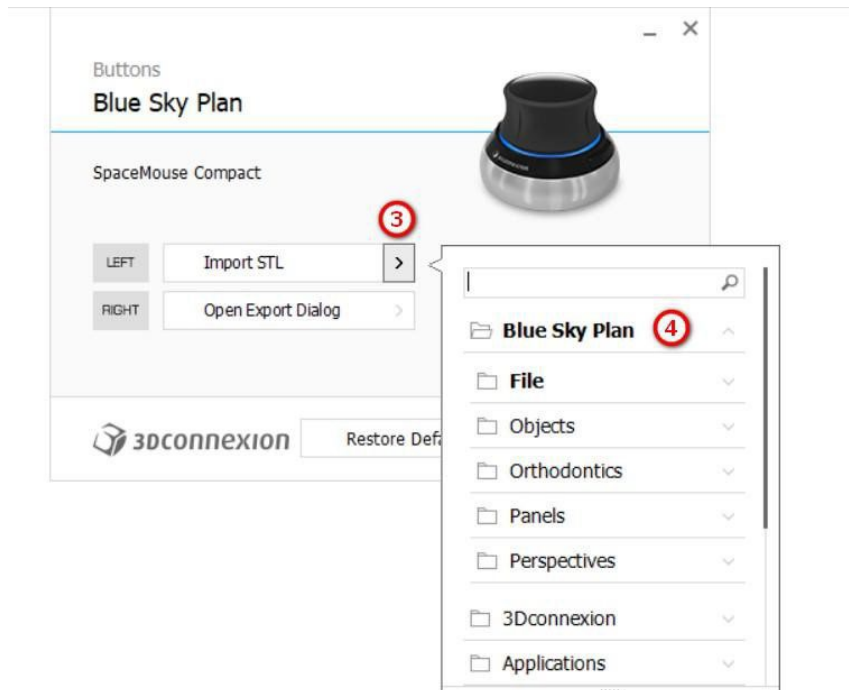 Buttons
Blue Sky Plan
SpaceMouse Compact
3
LEFT Import STL
RIGHT Open Export Dialog
3DCONNEXION Restore Defa
Blue Sky Plan 4
File
Objects
Orthodontics
Panels
Perspectives
3Dconnexion
Applications